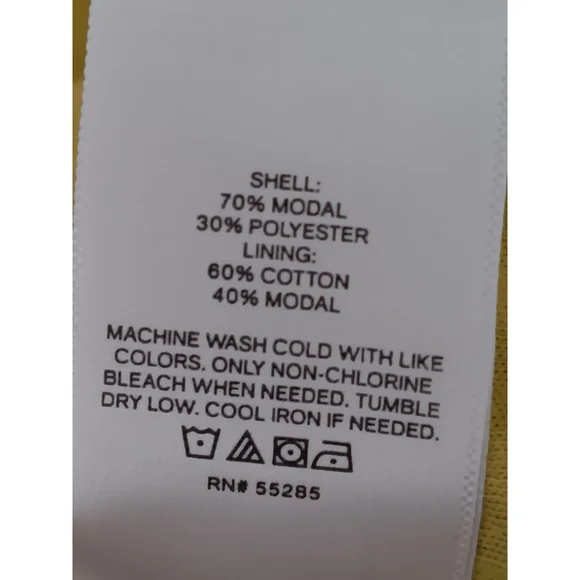 SHELL:
70% MODAL
30% POLYESTER
LINING:
60% COTTON
40% MODAL
MACHINE WASH COLD WITH LIKE
COLORS. ONLY NON-CHLORINE
BLEACH WHEN NEEDED. TUMBLE
DRY LOW. COOL IRON IF NEEDED.
RN# 55285